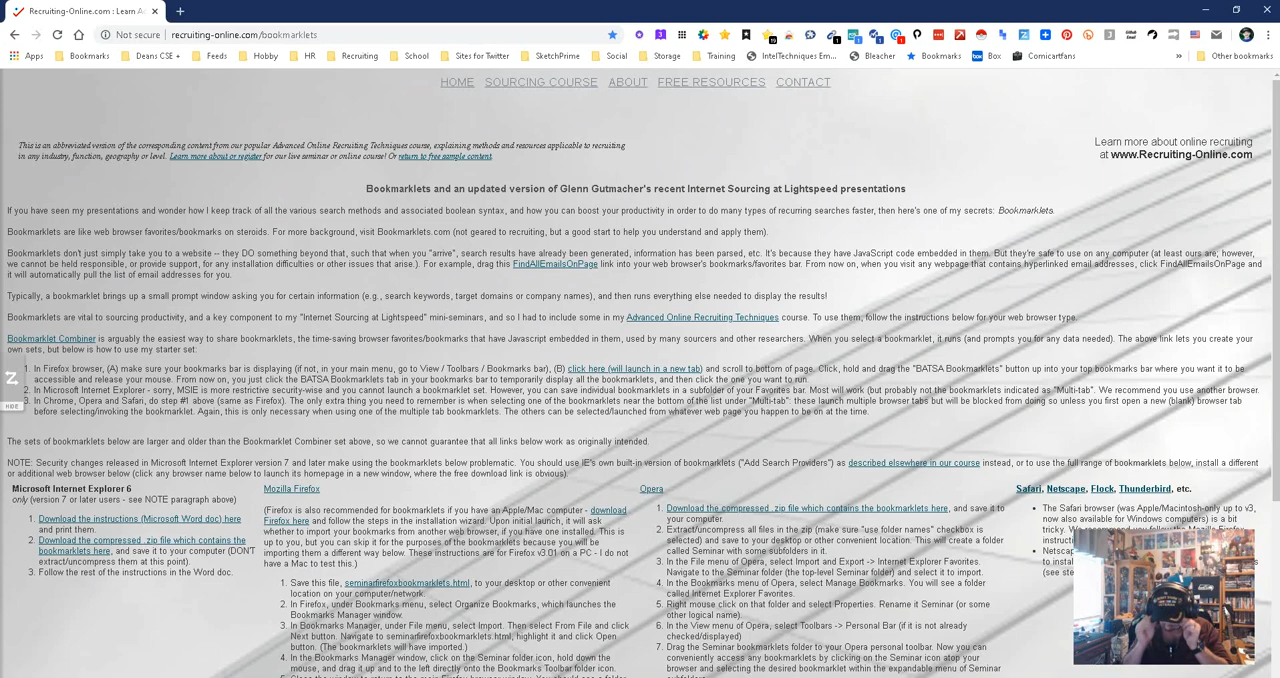 Recruiting-Online.com : Learn A
Not secure | recruiting-online.com/bookmarklets
Apps Bookmarks Deans CSE + Feeds Hobby HR Recruiting School Sites for Twitter SketchPrime Social Storage Training IntelTechniques Em... Bleacher Bookmarks Box Comicartfans » Other bookmarks
HOME SOURCING COURSE ABOUT FREE RESOURCES CONTACT
This is an abbreviated version of the corresponding content from our popular Advanced Online Recruiting Techniques course, explaining methods and resources applicable to recruiting
in any industry, function, geography or level. Learn more about or register for our live seminar or online course! Or return to free sample content.
Learn more about online recruiting
at www.Recruiting-Online.com
Bookmarklets and an updated version of Glenn Gutmacher's recent Internet Sourcing at Lightspeed presentations
If you have seen my presentations and wonder how I keep track of all the various search methods and associated boolean syntax, and how you can boost your productivity in order to do many types of recurring searches faster, then here's one of my secrets: Bookmarklets.
Bookmarklets are like web browser favorites/bookmarks on steroids. For more background, visit Bookmarklets.com (not geared to recruiting, but a good start to help you understand and apply them).
Bookmarklets don't just simply take you to a website -- they DO something beyond that, such that when you "arrive", search results have already been generated, information has been parsed, etc. It's because they have JavaScript code embedded in them. But they're safe to use on any computer (at least ours are; however,
we cannot be held responsible, or provide support, for any installation difficulties or other issues that arise.). For example, drag this FindAllEmailsOnPage link into your web browser's bookmarks/favorites bar. From now on, when you visit any webpage that contains hyperlinked email addresses, click FindAllEmailsOnPage and
it will automatically pull the list of email addresses for you.
Typically, a bookmarklet brings up a small prompt window asking you for certain information (e.g., search keywords, target domains or company names), and then runs everything else needed to display the results!
Bookmarklets are vital to sourcing productivity, and a key component to my "Internet Sourcing at Lightspeed" mini-seminars, and so I had to include some in my Advanced Online Recruiting Techniques course. To use them, follow the instructions below for your web browser type.
Bookmarklet Combiner is arguably the easiest way to share bookmarklets, the time-saving browser favorites/bookmarks that have Javascript embedded in them, used by many sourcers and other researchers. When you select a bookmarklet, it runs (and prompts you for any data needed). The above link lets you create your
own sets, but below is how to use my starter set:
1. In Firefox browser, (A) make sure your bookmarks bar is displaying (if not, in your main menu, go to View / Toolbars / Bookmarks bar), (B) click here (will launch in a new tab) and scroll to bottom of page. Click, hold and drag the "BATSA Bookmarklets" button up into your top bookmarks bar where you want it to be
accessible and release your mouse. From now on, you just click the BATSA Bookmarklets tab in your bookmarks bar to temporarily display all the bookmarklets, and then click the one you want to run.
2. In Microsoft Internet Explorer - sorry, MSIE is more restrictive security-wise and you cannot launch a bookmarklet set. However, you can save individual bookmarklets in a subfolder of your Favorites bar. Most will work (but probably not the bookmarklets indicated as "Multi-tab". We recommend you use another browser.
3. In Chrome, Opera and Safari, do step #1 above (same as Firefox). The only extra thing you need to remember is when selecting one of the bookmarklets near the bottom of the list under "Multi-tab": these launch multiple browser tabs but will be blocked from doing so unless you first open a new (blank) browser tab
before selecting/invoking the bookmarklet. Again, this is only necessary when using one of the multiple tab bookmarklets. The others can be selected/launched from whatever web page you happen to be on at the time.
HIDE
The sets of bookmarklets below are larger and older than the Bookmarklet Combiner set above, so we cannot guarantee that all links below work as originally intended.
NOTE: Security changes released in Microsoft Internet Explorer version 7 and later make using the bookmarklets below problematic. You should use IE's own built-in version of bookmarklets ("Add Search Providers") as described elsewhere in our course instead, or to use the full range of bookmarklets, install a different
or additional web browser below (click any browser name below to launch its homepage in a new window, where the free download link is obvious):
Microsoft Internet Explorer 6
only (version 7 or later users - see NOTE paragraph above)
1. Download the instructions (Microsoft Word doc) here
and print them.
2. Download the compressed .zip file which contains the
bookmarklets here, and save it to your computer (DON'T
extract/uncompress them at this point).
3. Follow the rest of the instructions in the Word doc.
Mozilla Firefox
(Firefox is also recommended for bookmarklets if you have an Apple/Mac computer - download
Firefox here and follow the steps in the installation wizard. Upon initial launch, it will ask
whether to import your bookmarks from another web browser, if you have one installed. This is
up to you, but you can skip it for the purposes of the bookmarklets because you will be
importing them a different way below. These instructions are for Firefox v3.01 on a PC - I do not
have a Mac to test this.)
1. Save this file, seminarfirefoxbookmarklets.html, to your desktop or other convenient
location on your computer/network.
2. In Firefox, under Bookmarks menu, select Organize Bookmarks, which launches the
Bookmarks Manager window.
3. In Bookmarks Manager, under File menu, select Import. Then select From File and click
Next button. Navigate to seminarfirefoxbookmarklets.html, highlight it and click Open
button. (The bookmarklets will have imported.)
4. In the Bookmarks Manager window, click on the Seminar folder icon, hold down the
mouse, and drag it up and to the left directly onto the Bookmarks Toolbar folder icon.
Opera
1. Download the compressed .zip file which contains the bookmarklets here, and save it to
your computer.
2. Extract/uncompress all files in the zip (make sure "use folder names" checkbox is
selected) and save to your desktop or other convenient location. This will create a folder
called Seminar with some subfolders in it.
3. In the File menu of Opera, select Import and Export -> Internet Explorer Favorites.
Navigate to the Seminar folder (the top-level Seminar folder) and select it to import.
4. In the Bookmarks menu of Opera, select Manage Bookmarks. You will see a folder
called Internet Explorer Favorites.
5. Right mouse click on that folder and select Properties. Rename it Seminar (or some
other logical name).
6. In the View menu of Opera, select Toolbars -> Personal Bar (if it is not already
checked/displayed)
7. Drag the Seminar bookmarks folder to your Opera personal toolbar. Now you can
conveniently access any bookmarklets by clicking on the Seminar icon atop your
browser and selecting the desired bookmarklet within the expandable menu of Seminar
Safari, Netscape, Flock, Thunderbird, etc.
The Safari browser (was Apple/Macintosh-only up to v3,
now also available for Windows computers) is a bit
tricky. We recommend you follow the Mozilla Firefox